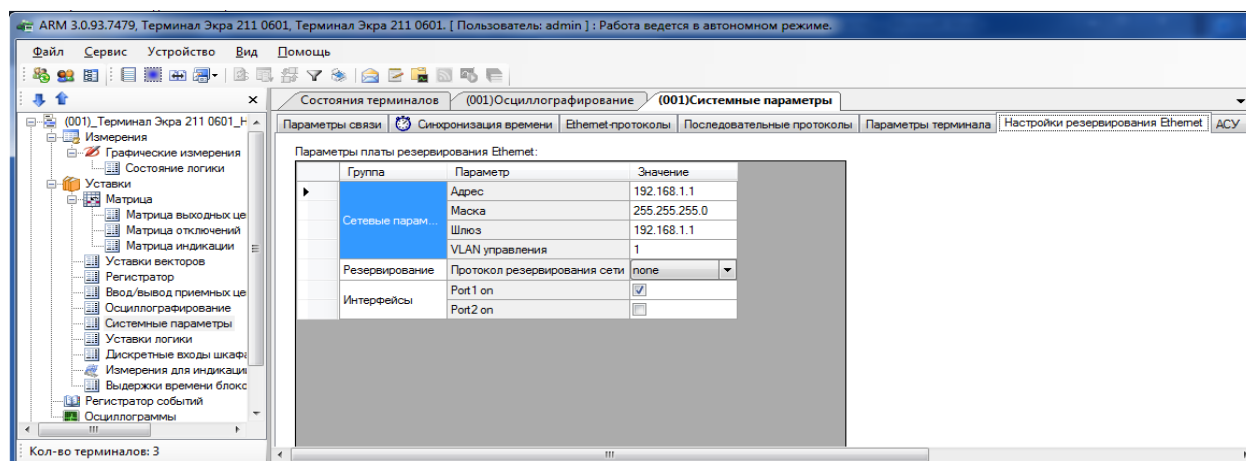 ARM 3.0.93.7479, Терминал Экра 211 0601, Терминал Экра 211 0601. [ Пользователь: admin ] : Работа ведется в автономном режиме.
Файл Сервис Устройство Вид Помощь
(001)_Терминал Экра 211 0601_Н
Измерения
Графические измерения
Состояние логики
Уставки
Матрица
Матрица выходных це
Матрица отключений
Матрица индикации
Уставки векторов
Регистратор
Ввод/вывод приемных це
Осциллографирование
Системные параметры
Уставки логики
Дискретные входы шкафа
Измерения для индикации
Выдержки времени блокс
Регистратор событий
Осциллограммы
Кол-во терминалов: 3
Состояния терминалов (001)Осциллографирование (001)Системные параметры
Параметры связи Синхронизация времени Ethernet-протоколы Последовательные протоколы Параметры терминала Настройки резервирования Ethernet АСУ
Параметры платы резервирования Ethernet:
Группа Параметр Значение
Сетевые парам... Адрес 192.168.1.1
Маска 255.255.255.0
Шлюз 192.168.1.1
VLAN управления 1
Резервирование Протокол резервирования сети none
Интерфейсы Port1 on
Port2 on